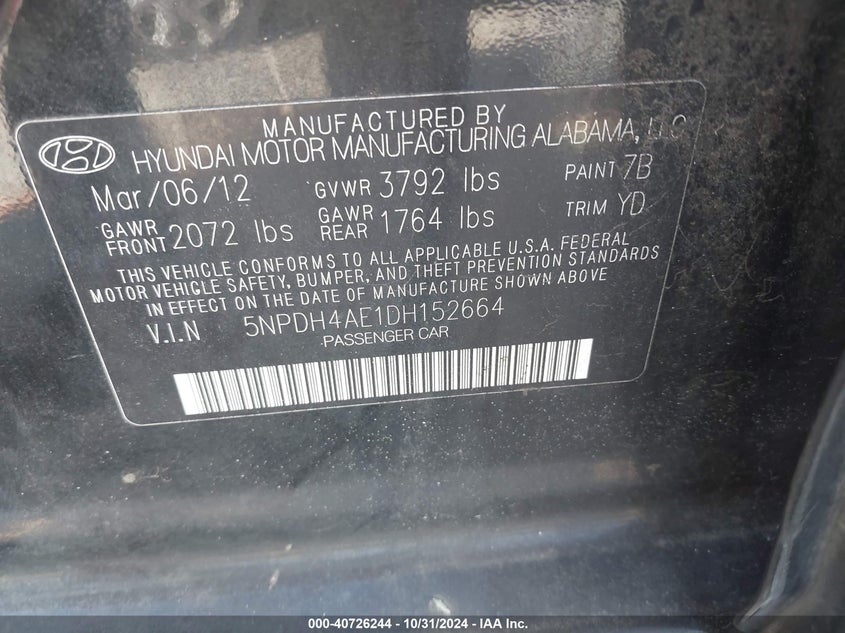 MANUFACTURED BY
HYUNDAI MOTOR MANUFACTURING ALABAMA, LLC
Mar/06/12 GVWR 3792 lbs PAINT 7B
GAWR FRONT 2072 lbs GAWR REAR 1764 lbs TRIM YD
THIS VEHICLE CONFORMS TO ALL APPLICABLE U.S.A. FEDERAL
MOTOR VEHICLE SAFETY, BUMPER, AND THEFT PREVENTION STANDARDS
IN EFFECT ON THE DATE OF MANUFACTURE SHOWN ABOVE
V.I.N 5NPDH4AE1DH152664
PASSENGER CAR
000-40726244 - 10/31/2024 - IAA Inc.